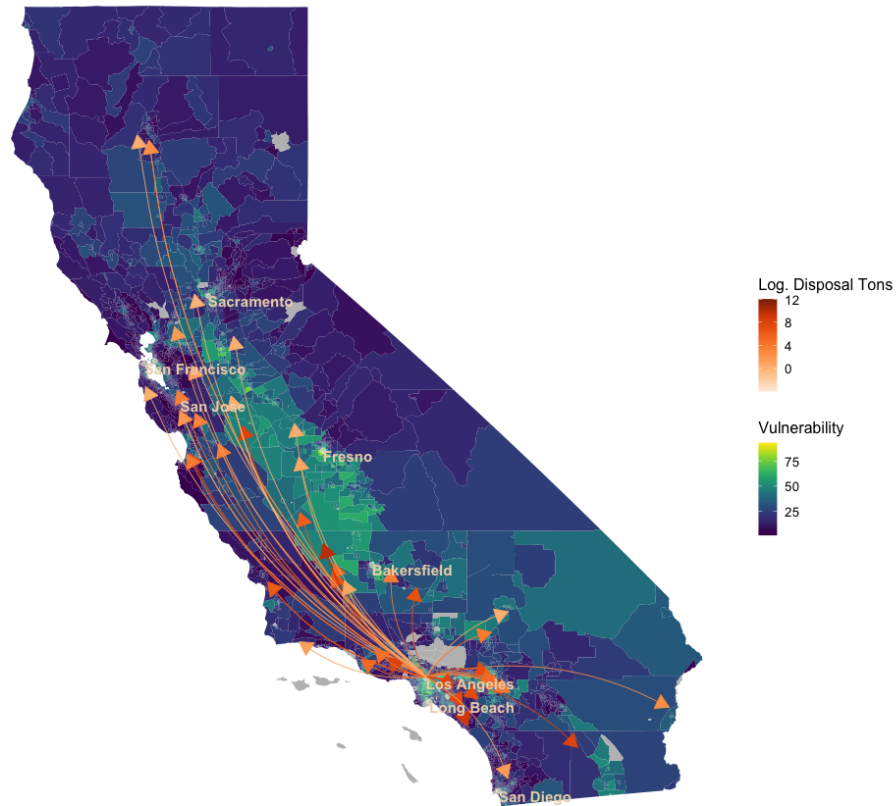 Sacramento
San Francisco
San Jose
Fresno
Bakersfield
Los Angeles
Long Beach
San Diego
Log. Disposal Tons
12
8
4
0
Vulnerability
75
50
25